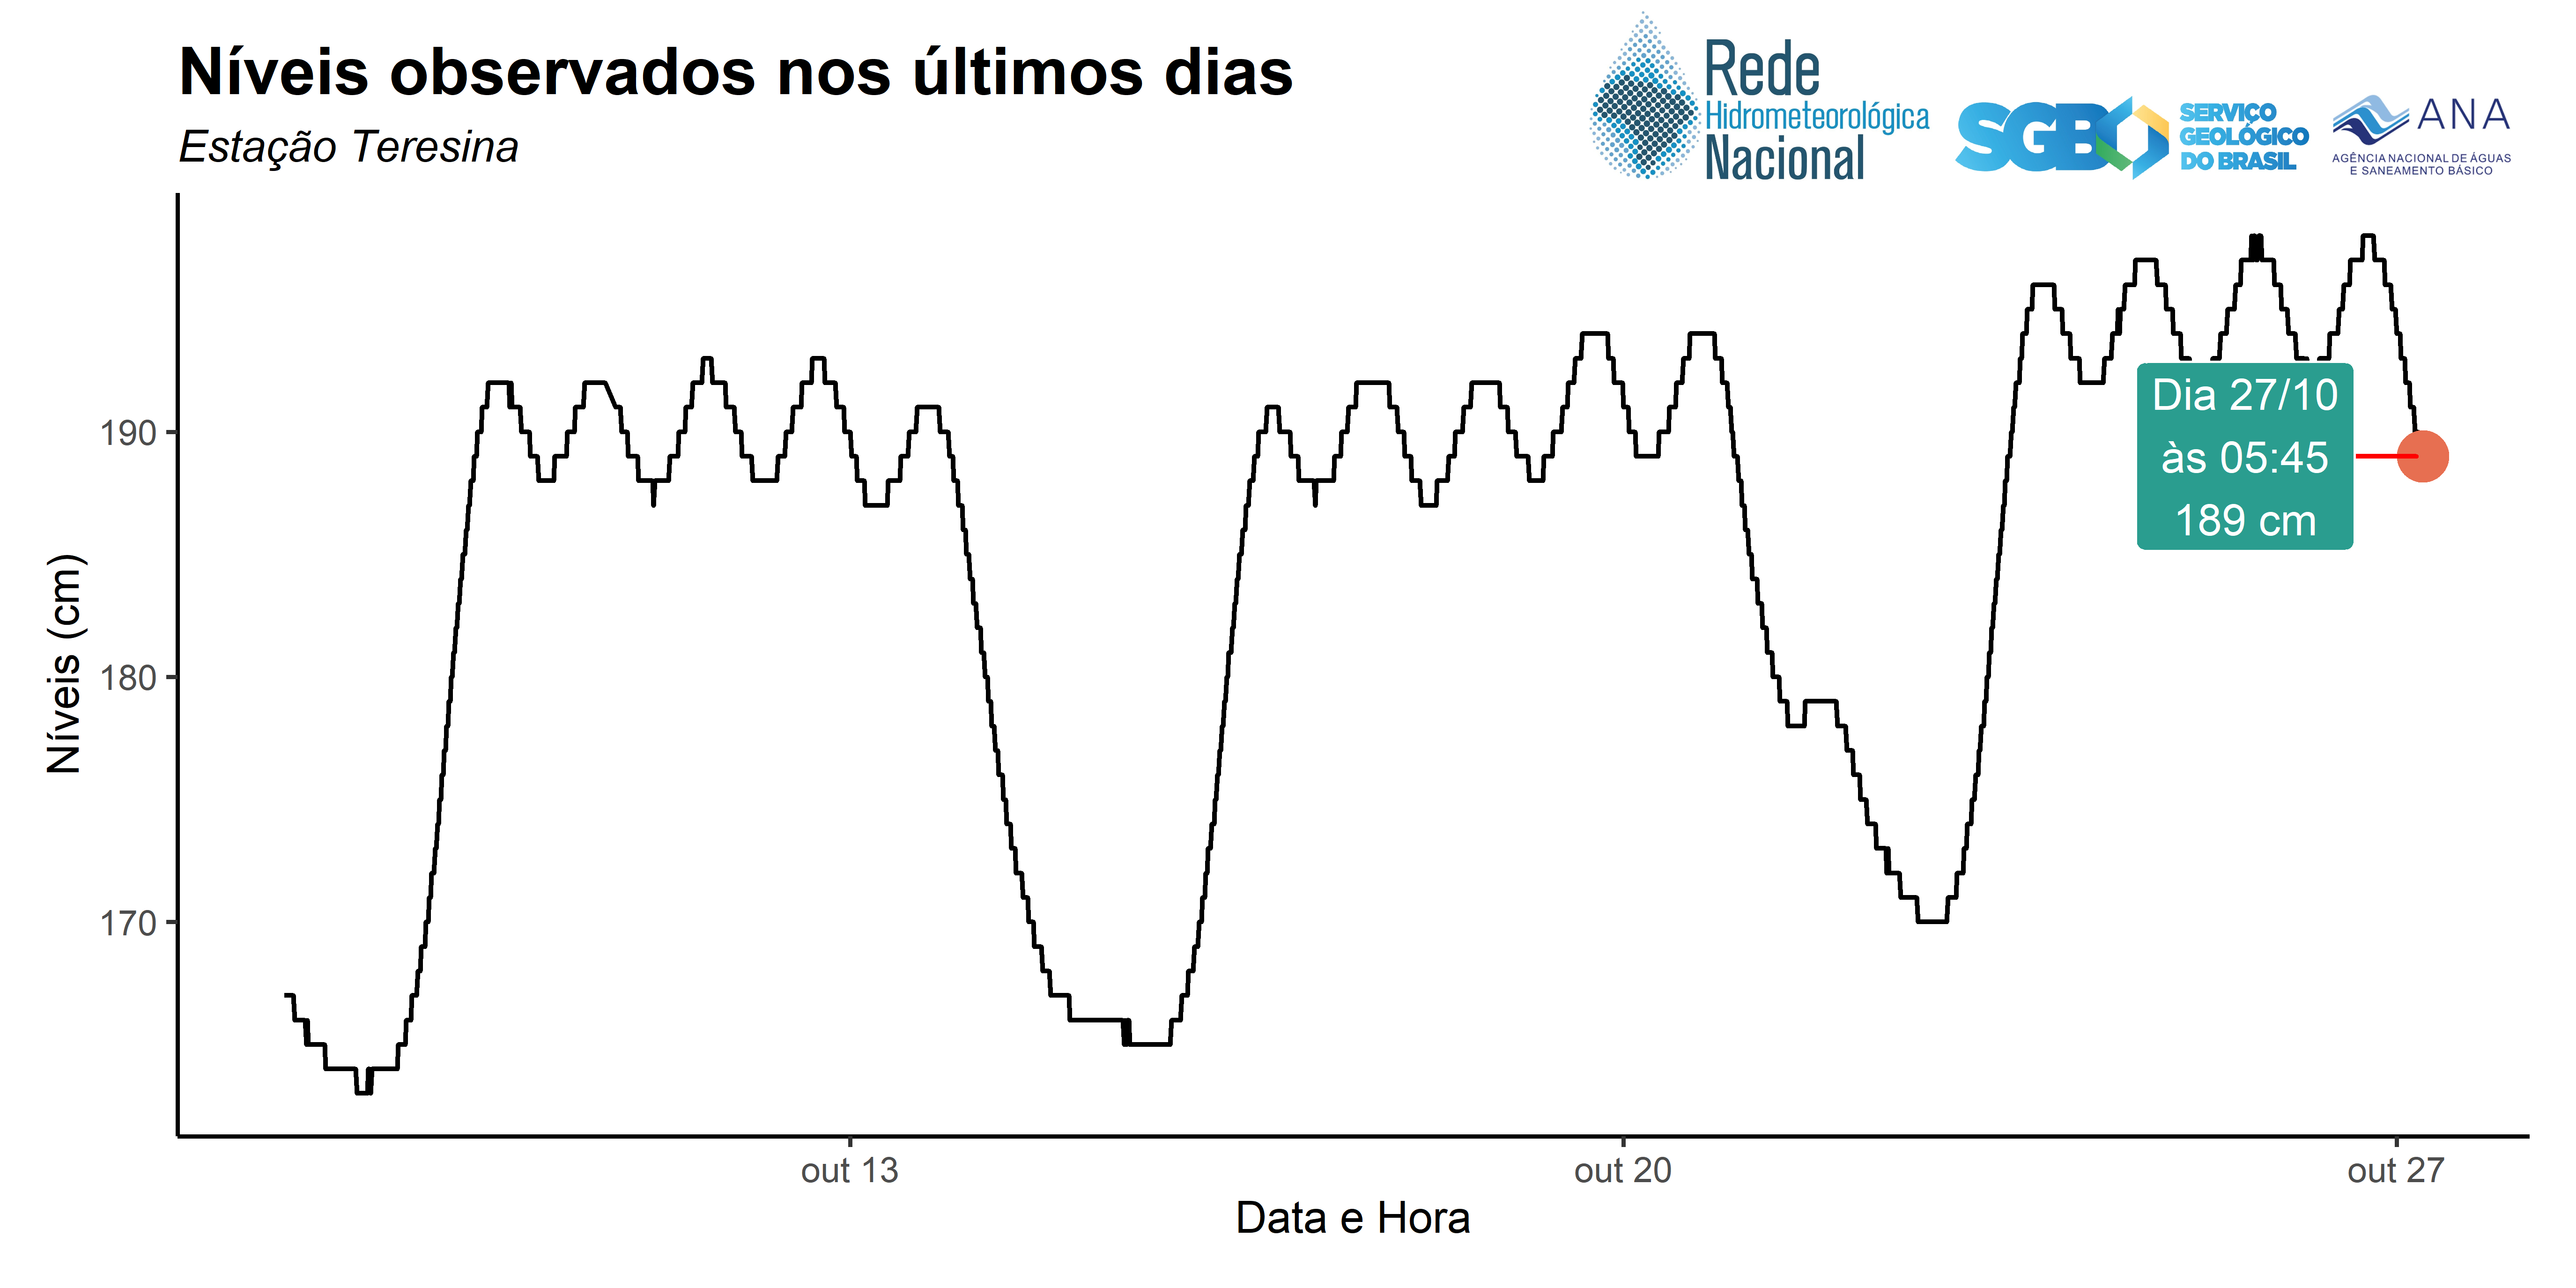 Níveis observados nos últimos dias
Estação Teresina
Rede
Hidrometeorológica
Nacional
SGB
SERVIÇO
GEOLÓGICO
DO BRASIL
ANA
AGÊNCIA NACIONAL DE ÁGUAS
E SANEAMENTO BÁSICO
Níveis (cm)
190
180
170
Dia 27/10
às 05:45
189 cm
out 13
out 20
out 27
Data e Hora